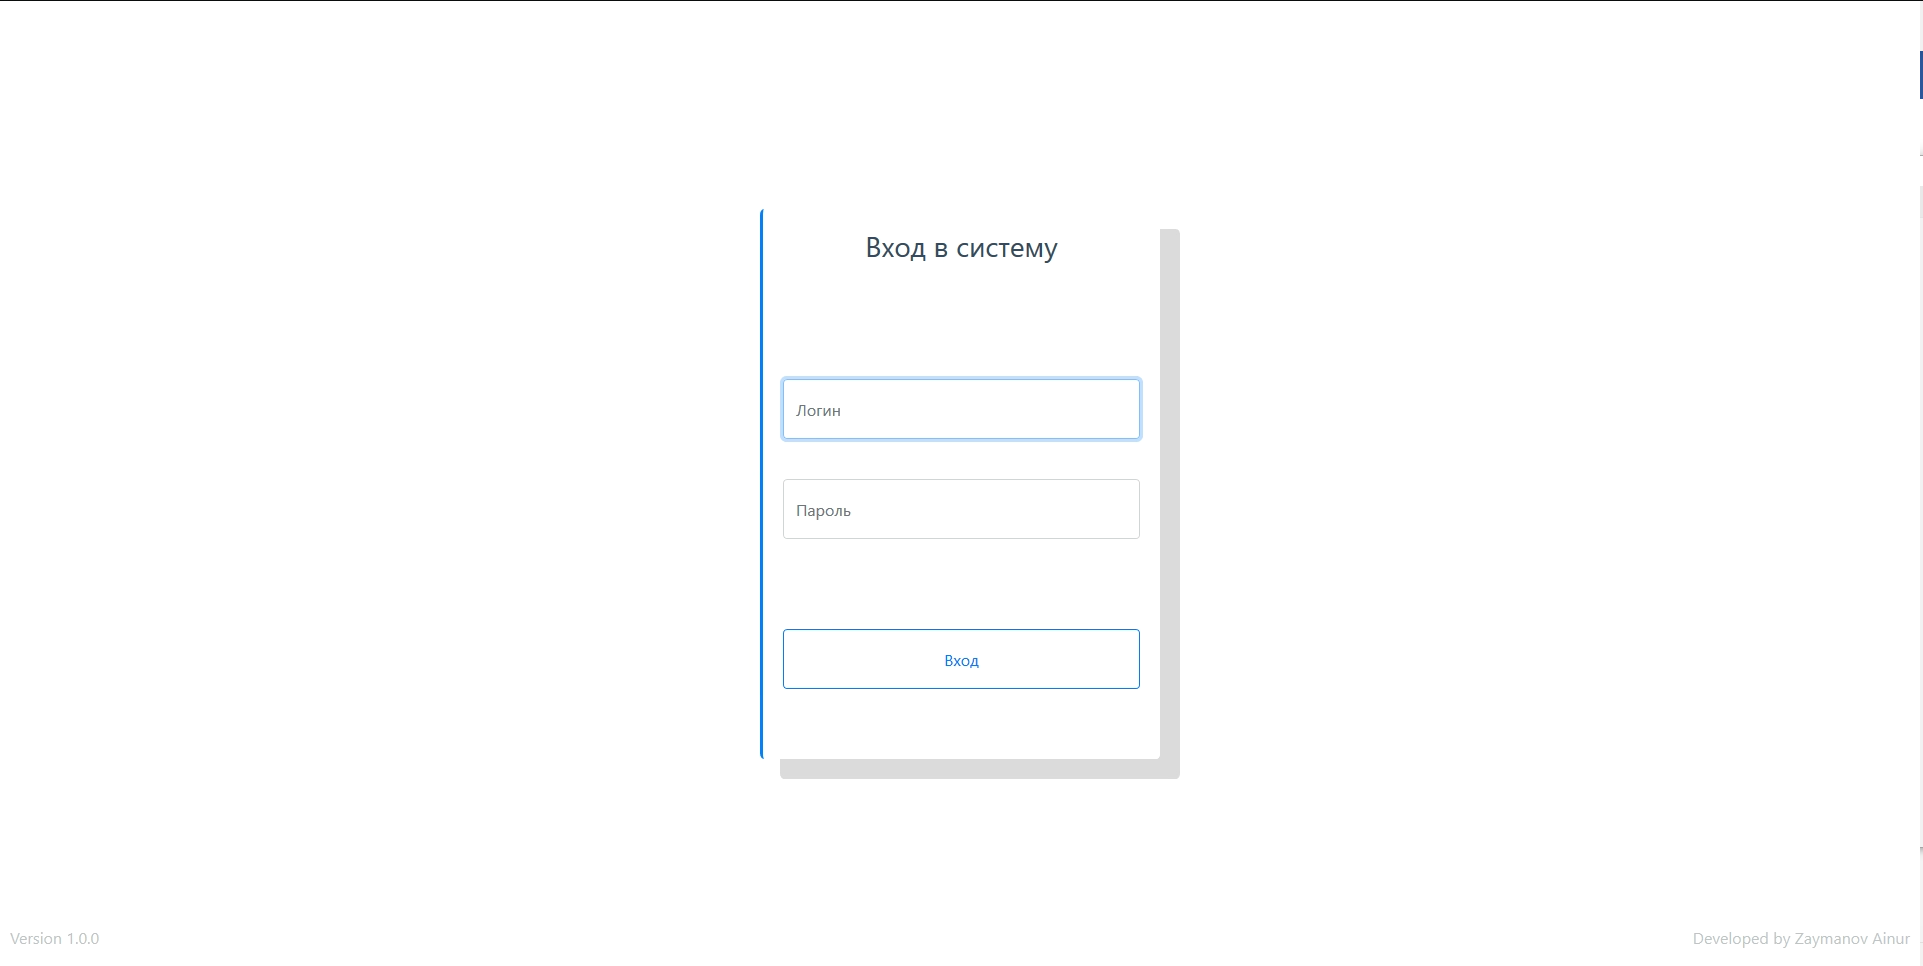 Вход в систему
Логин
Пароль
Вход
Version 1.0.0
Developed by Zaymanov Ainur